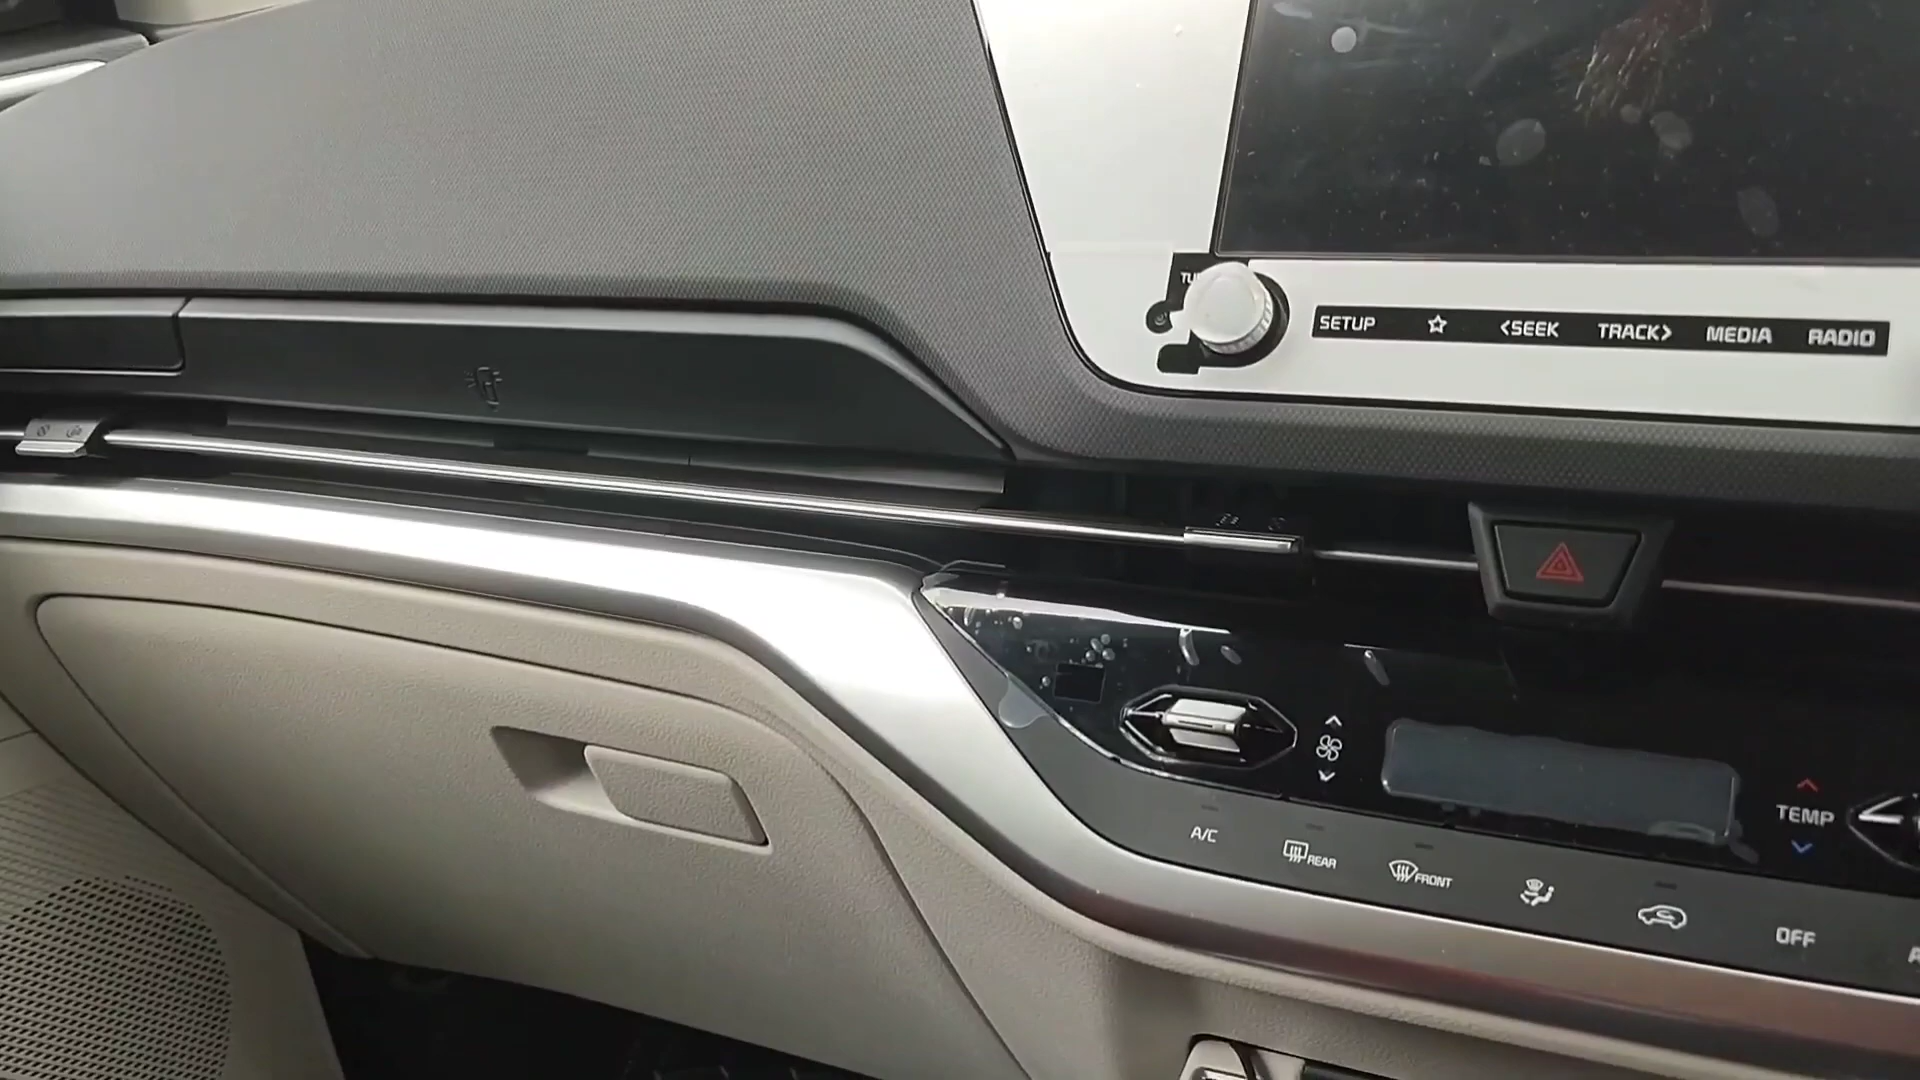 SETUP ☆ <SEEK TRACK> MEDIA RADIO
TEMP
A/C
REAR
FRONT
OFF